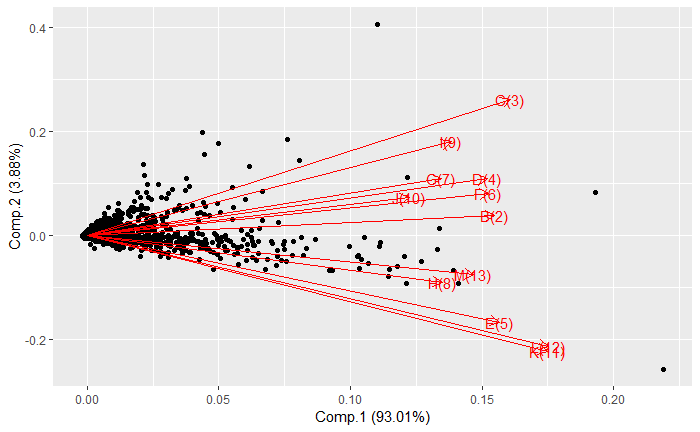 0.4
C(3)
0.2
I(9)
G(7)
D(4)
F(6)
J(10)
B(2)
0.0
M(13)
H(8)
E(5)
L(12)
K(11)
-0.2
0.00
0.05
0.10
0.15
0.20
Comp.1 (93.01%)
Comp.2 (3.88%)